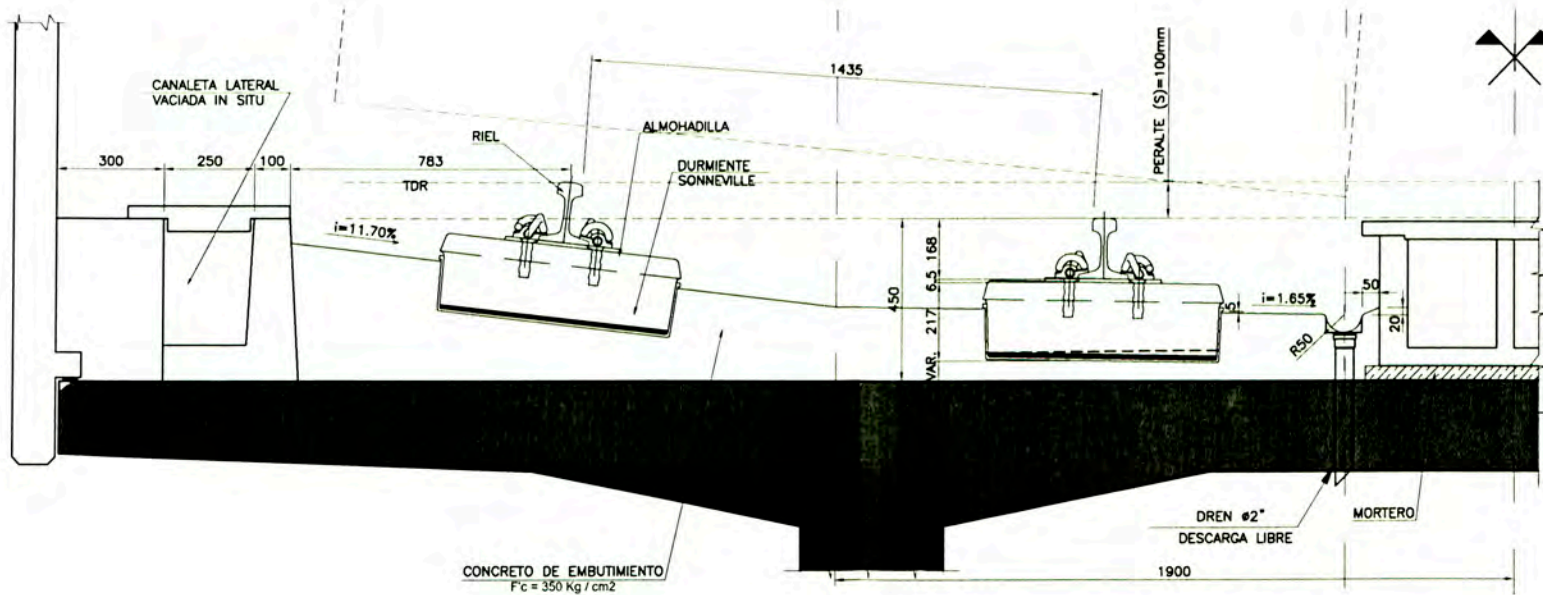 CANALETA LATERAL
VACIADA IN SITU
300
250
100
783
TDR
RIEL
1435
ALMOHADILLA
DURMIENTE
SONNEVILLE
PERALTE (S)=100mm
i=11.70%
450
168
6.5
217
VAR.
5
i=1.65%
50
20
R50
CONCRETO DE EMBUTIMIENTO
F'c = 350 Kg / cm2
DREN ø2"
DESCARGA LIBRE
MORTERO
1900